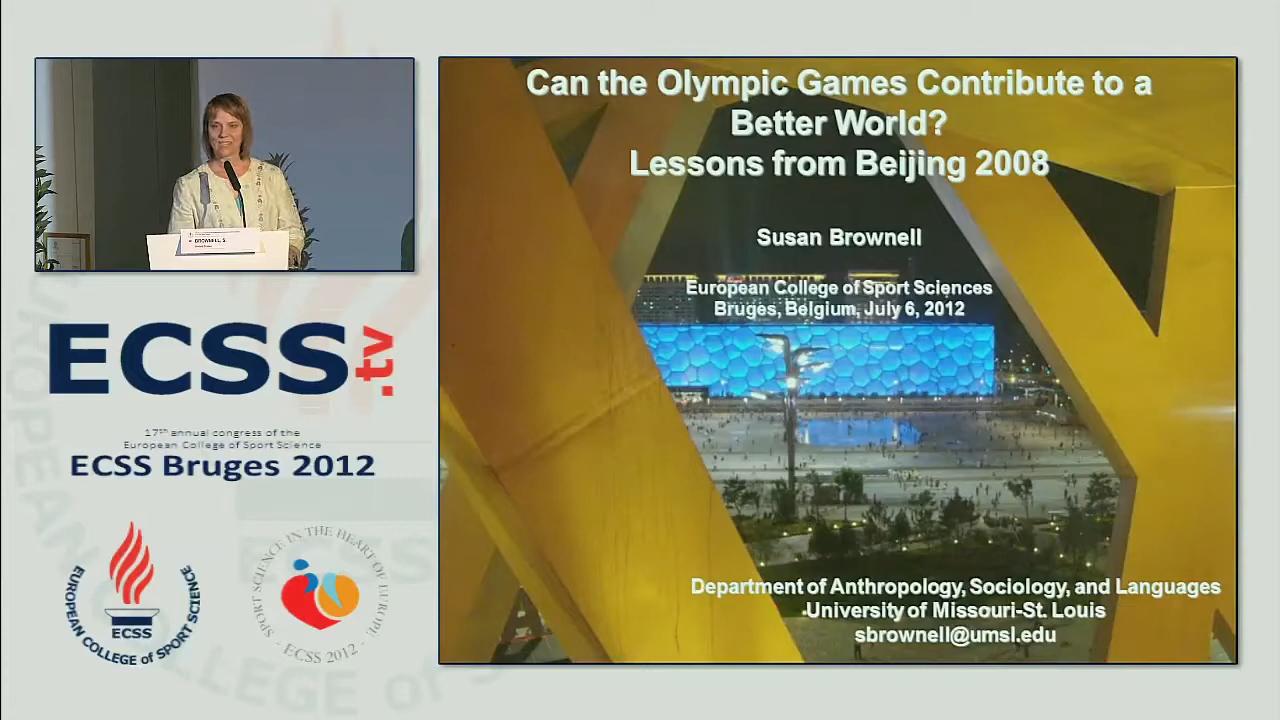 Can the Olympic Games Contribute to a
Better World?
Lessons from Beijing 2008
Susan Brownell
European College of Sport Sciences
Bruges, Belgium, July 6, 2012
Department of Anthropology, Sociology, and Languages
University of Missouri-St. Louis
sbrownell@umsl.edu
BROWNELL, S.
ECSS.tv
17th annual congress of the
European College of Sport Science
ECSS Bruges 2012
EUROPEAN COLLEGE of SPORT SCIENCE
ECSS
SPORT SCIENCE IN THE HEART OF EUROPE
- ECSS 2012 -